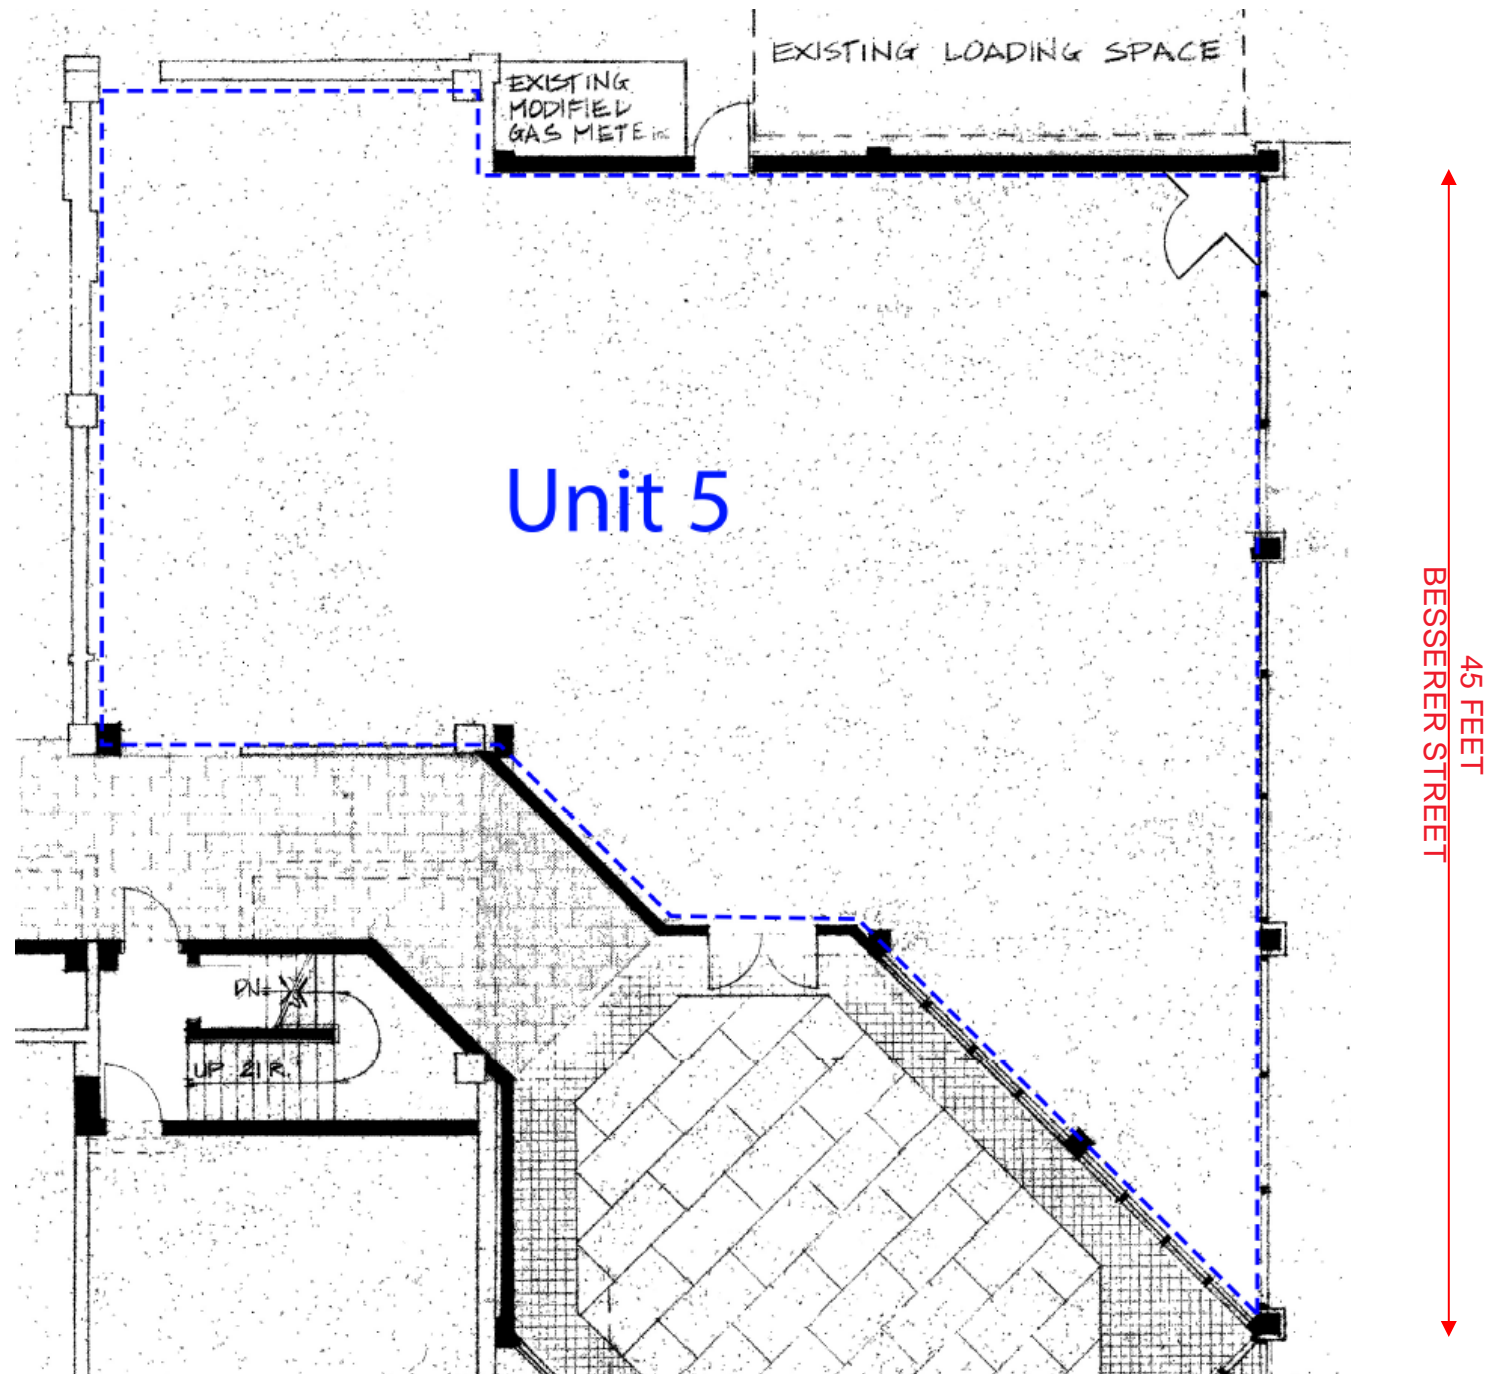 EXISTING LOADING SPACE
EXISTING
MODIFIED
GAS METE
Unit 5
45 FEET
BESSERER STREET
DN
UP 21 R.